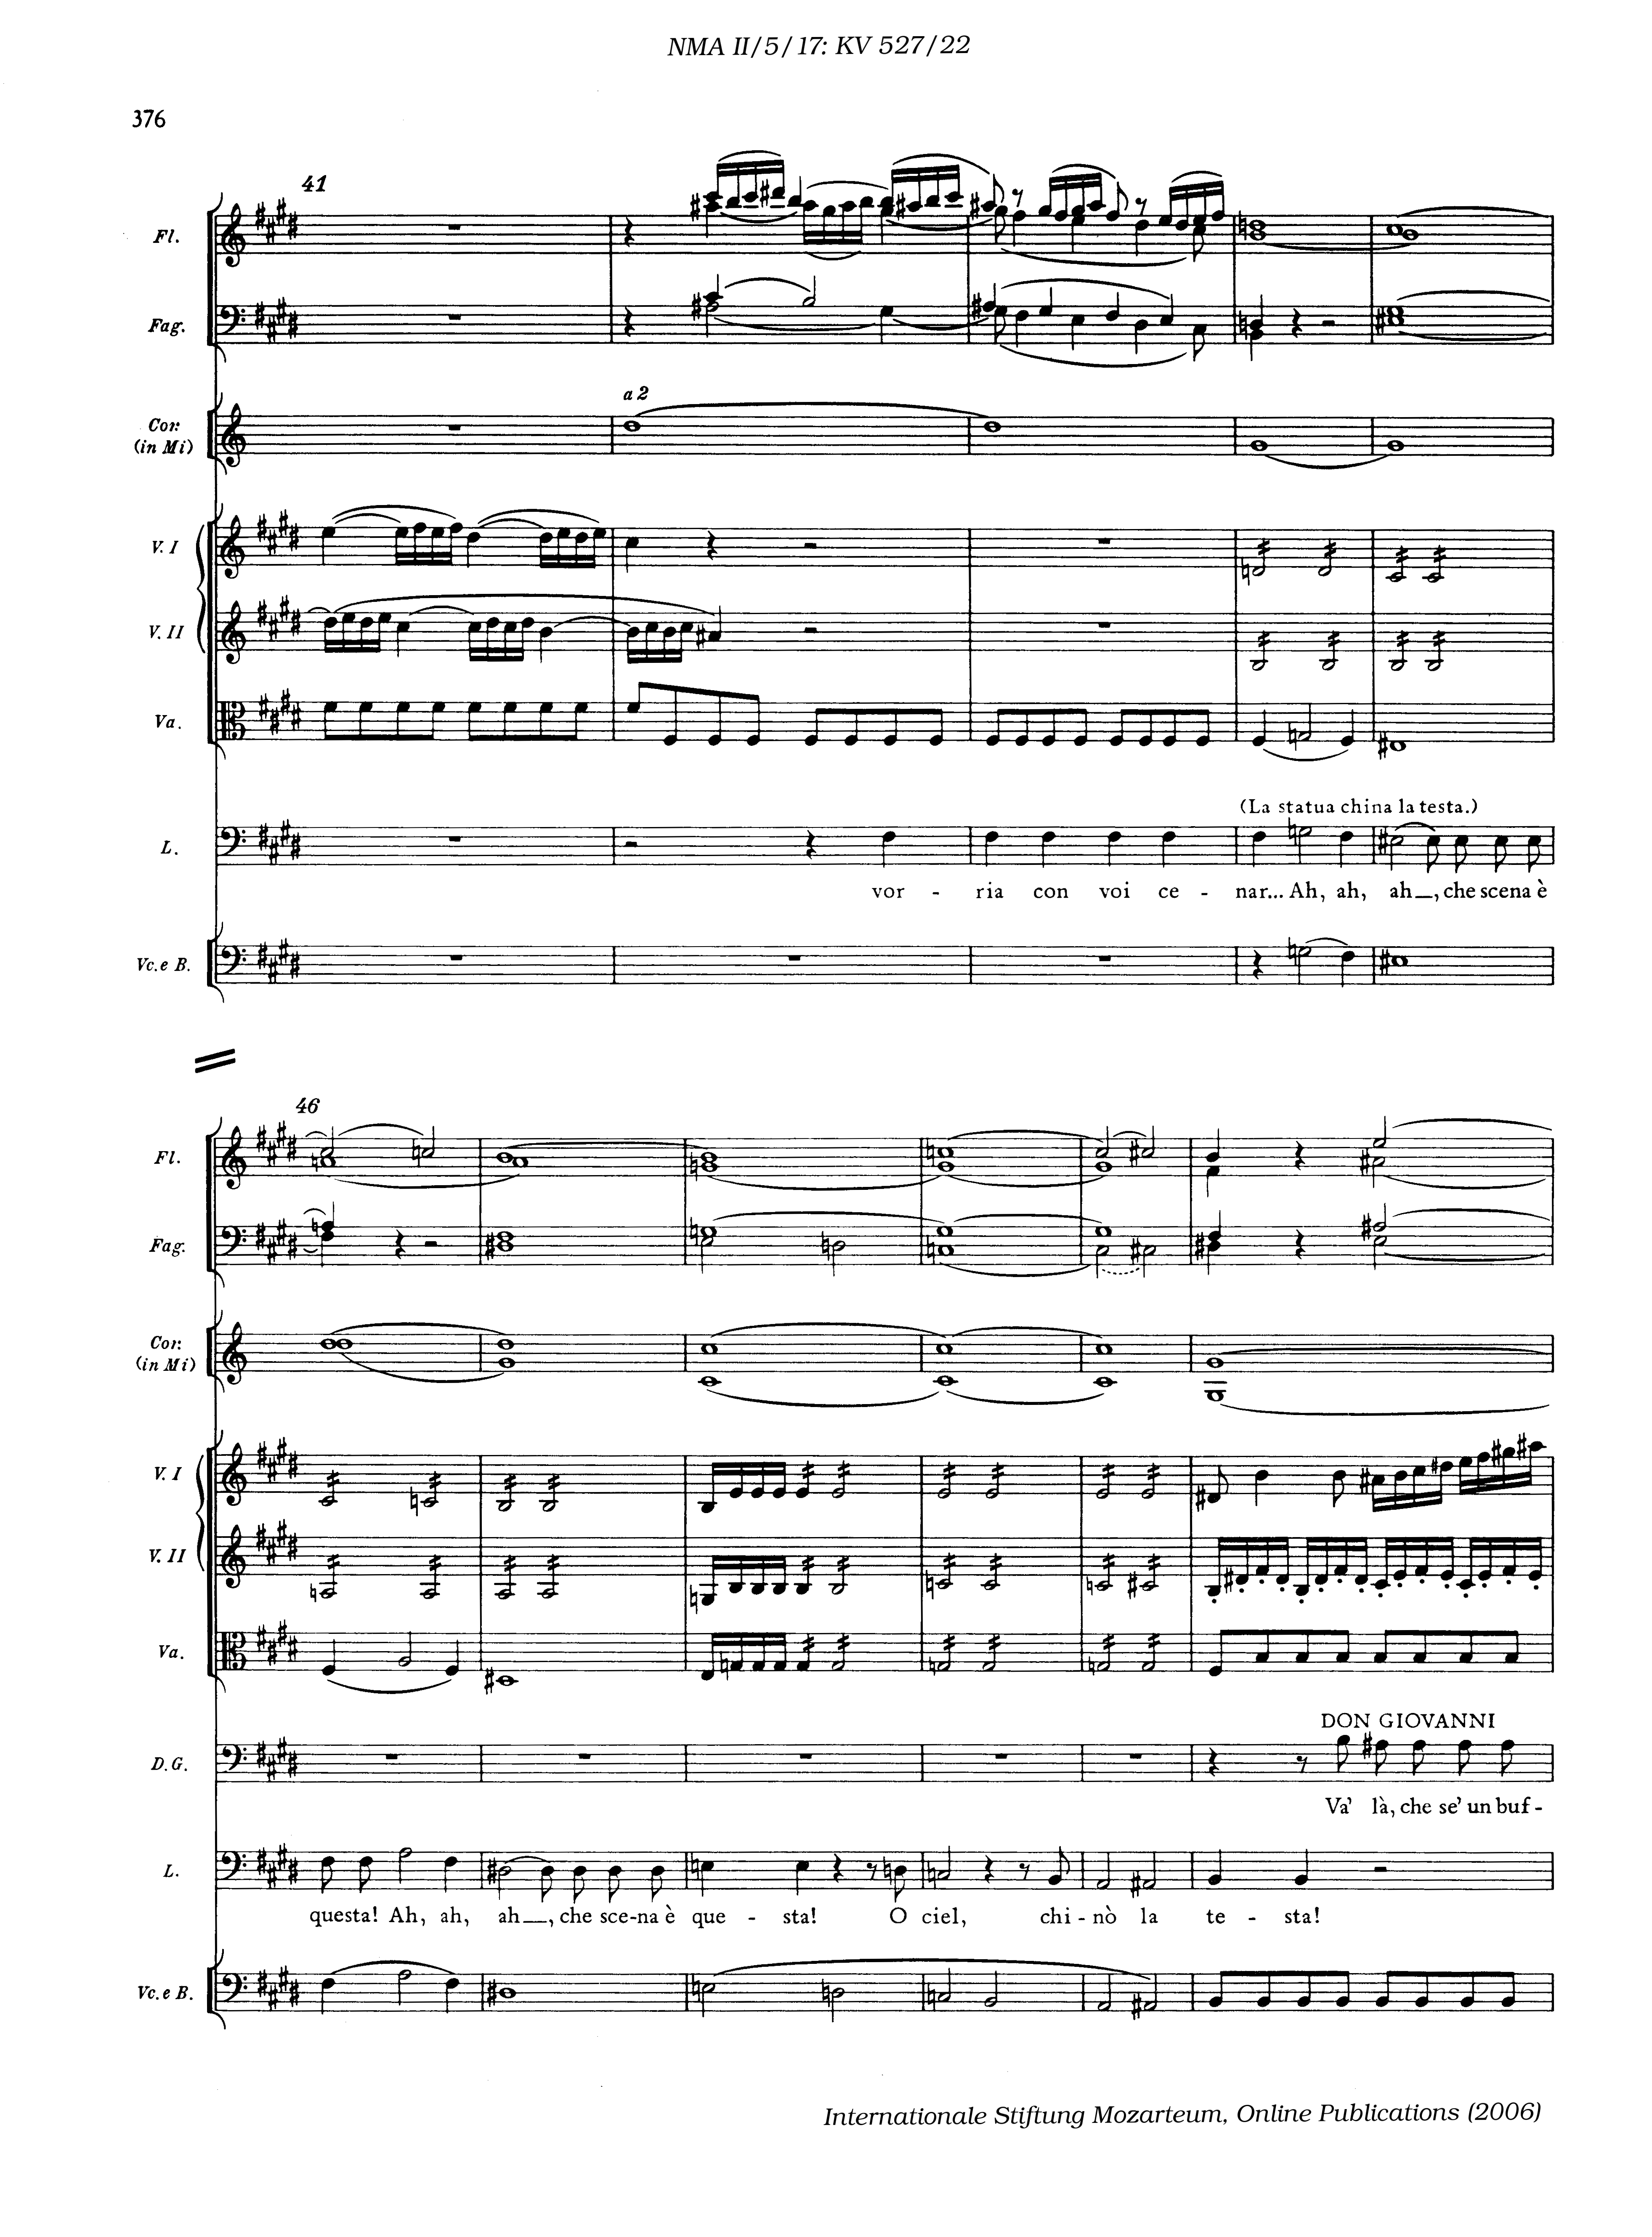 NMA II/5/17: KV 527/22
376
41
Fl.
Fag.
a 2
Cor.
(in Mi)
V. I
V. II
Va.
(La statua china la testa.)
L.
vor - ria con voi ce - nar... Ah, ah, ah, che scena è
Vc. e B.
46
Fl.
Fag.
Cor.
(in Mi)
V. I
V. II
Va.
DON GIOVANNI
D.G.
Va' là, che se' un buf -
L.
questa! Ah, ah, ah, che sce-na è que - sta! O ciel, chi - nò la te - sta!
Vc. e B.
Internationale Stiftung Mozarteum, Online Publications (2006)